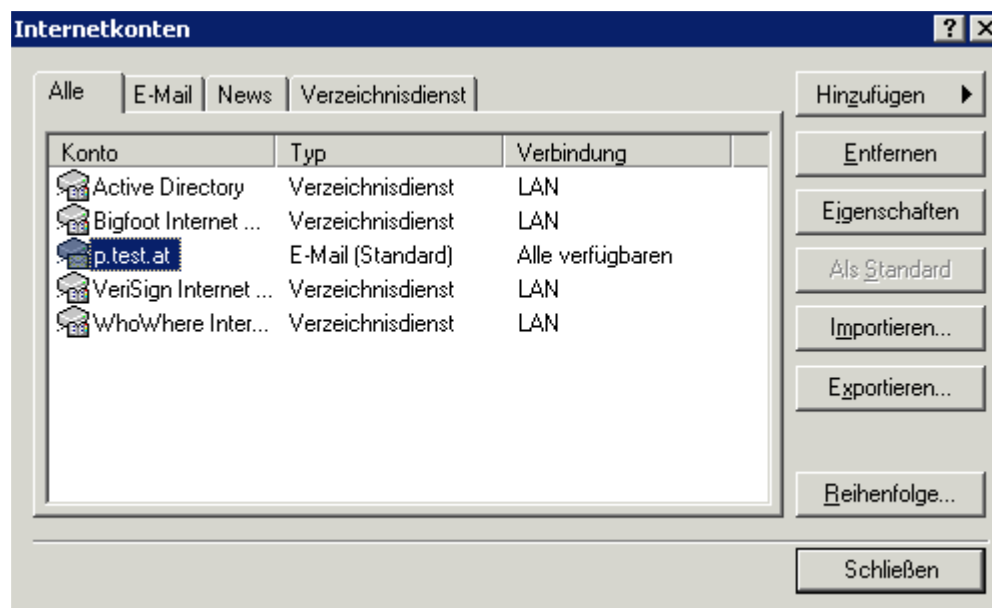 Internetkonten
Alle E-Mail News Verzeichnisdienst
Hinzufügen
Konto Typ Verbindung
Entfernen
Active Directory Verzeichnisdienst LAN
Bigfoot Internet ... Verzeichnisdienst LAN
Eigenschaften
p.test.at E-Mail (Standard) Alle verfügbaren
Als Standard
VeriSign Internet ... Verzeichnisdienst LAN
WhoWhere Inter... Verzeichnisdienst LAN
Importieren...
Exportieren...
Reihenfolge...
Schließen